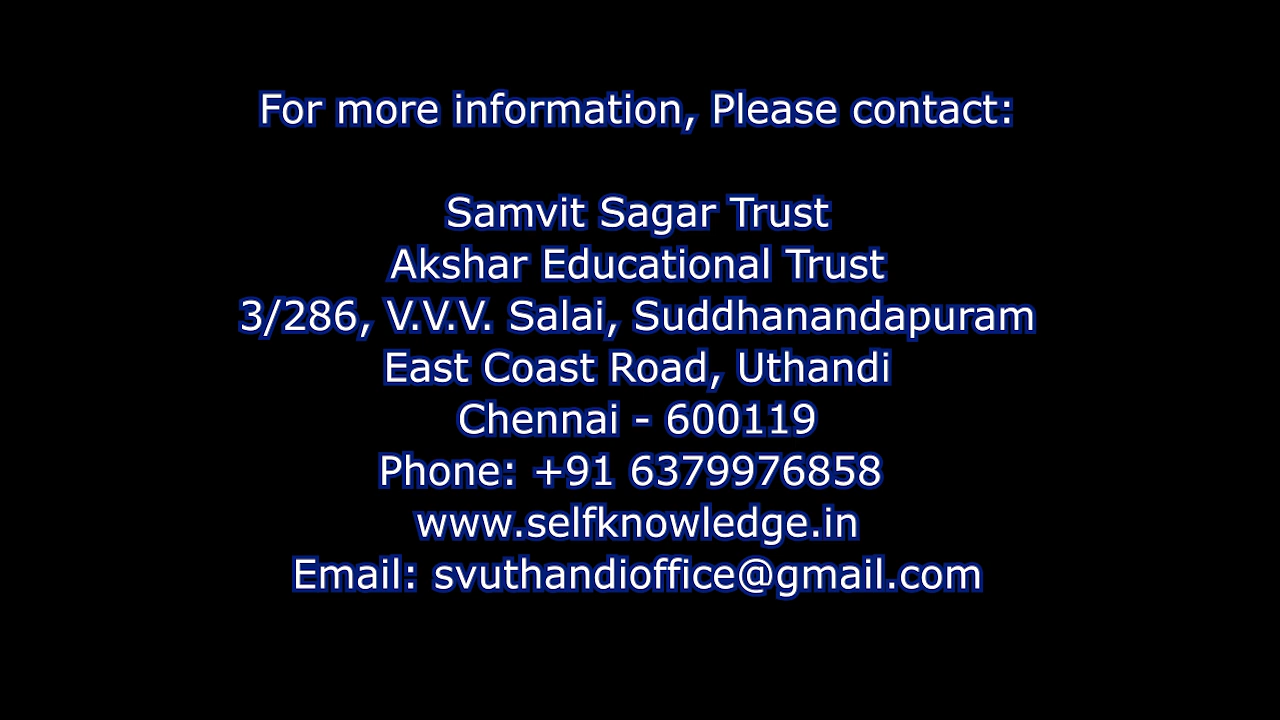 For more information, Please contact:
Samvit Sagar Trust
Akshar Educational Trust
3/286, V.V.V. Salai, Suddhanandapuram
East Coast Road, Uthandi
Chennai - 600119
Phone: +91 6379976858
www.selfknowledge.in
Email: svuthandioffice@gmail.com